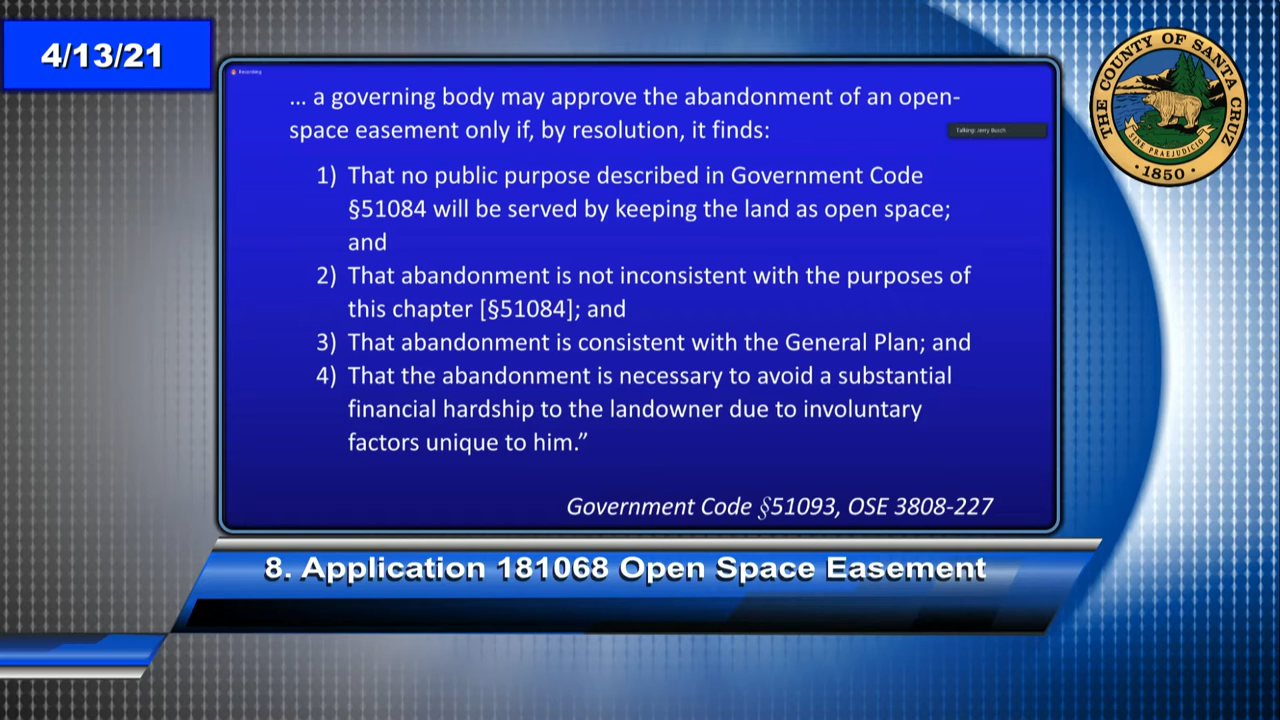 4/13/21
Recording
... a governing body may approve the abandonment of an open-
space easement only if, by resolution, it finds:
Talking: Jerry Busch
1) That no public purpose described in Government Code
§51084 will be served by keeping the land as open space;
and
2) That abandonment is not inconsistent with the purposes of
this chapter [§51084]; and
3) That abandonment is consistent with the General Plan; and
4) That the abandonment is necessary to avoid a substantial
financial hardship to the landowner due to involuntary
factors unique to him.”
Government Code §51093, OSE 3808-227
THE COUNTY OF SANTA CRUZ
SINE PRAEJUDICIO
• 1850 •
8. Application 181068 Open Space Easement